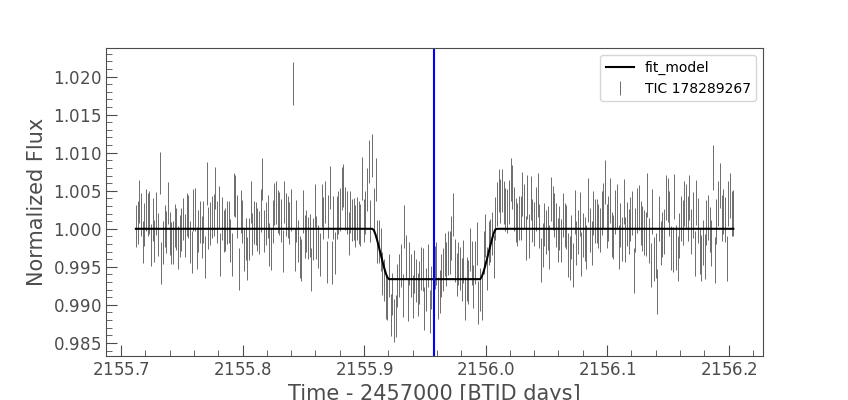 fit_model
TIC 178289267
Normalized Flux
1.020
1.015
1.010
1.005
1.000
0.995
0.990
0.985
2155.7 2155.8 2155.9 2156.0 2156.1 2156.2
Time - 2457000 [BTJD days]